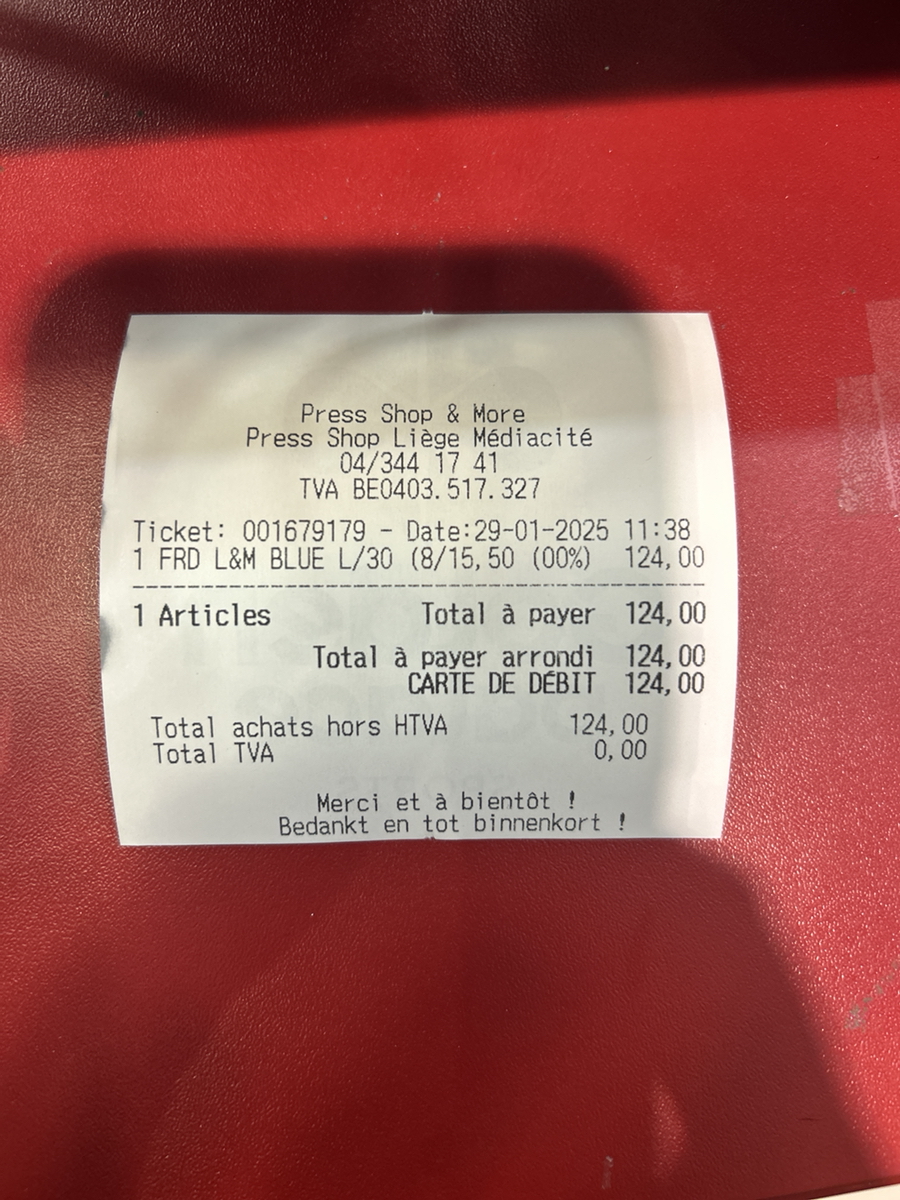 Press Shop & More
Press Shop Liège Médiacité
04/344 17 41
TVA BE0403.517.327
Ticket: 001679179 - Date:29-01-2025 11:38
1 FRD L&M BLUE L/30 (8/15,50 (00%) 124,00
1 Articles Total à payer 124,00
Total à payer arrondi 124,00
CARTE DE DÉBIT 124,00
Total achats hors HTVA 124,00
Total TVA 0,00
Merci et à bientôt !
Bedankt en tot binnenkort !